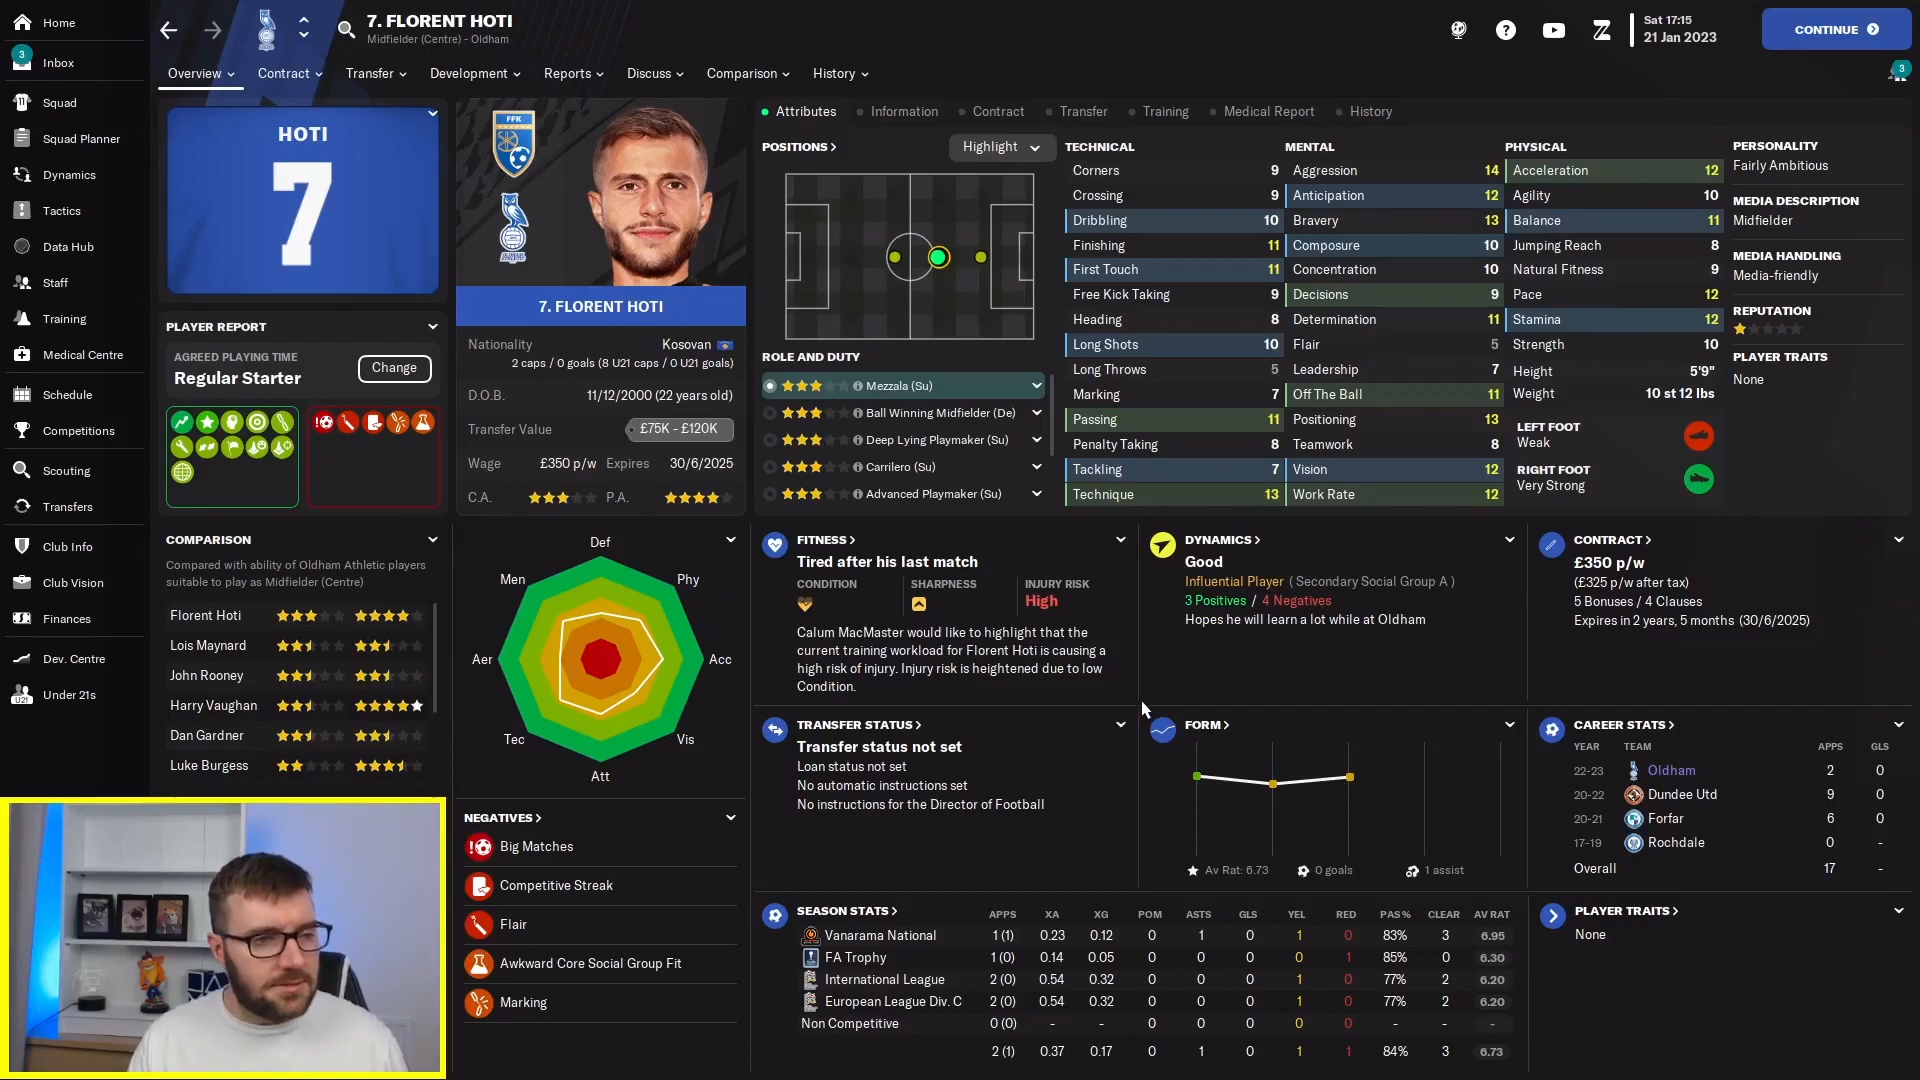 Home
3
Inbox
Squad
Squad Planner
Dynamics
Tactics
Data Hub
Staff
Training
Medical Centre
Schedule
Competitions
Scouting
Transfers
Club Info
Club Vision
Finances
Dev. Centre
Under 21s
7. FLORENT HOTI
Midfielder (Centre) - Oldham
Sat 17:15
21 Jan 2023
CONTINUE
3
Overview
Contract
Transfer
Development
Reports
Discuss
Comparison
History
HOTI
7
PLAYER REPORT
AGREED PLAYING TIME
Regular Starter
Change
FFK
7. FLORENT HOTI
Nationality Kosovan
2 caps / 0 goals (8 U21 caps / 0 U21 goals)
D.O.B. 11/12/2000 (22 years old)
Transfer Value £75K - £120K
Wage £350 p/w Expires 30/6/2025
C.A. P.A.
Attributes
Information
Contract
Transfer
Training
Medical Report
History
POSITIONS>
Highlight
ROLE AND DUTY
Mezzala (Su)
Ball Winning Midfielder (De)
Deep Lying Playmaker (Su)
Carrilero (Su)
Advanced Playmaker (Su)
TECHNICAL
Corners 9
Crossing 9
Dribbling 10
Finishing 11
First Touch 11
Free Kick Taking 9
Heading 8
Long Shots 10
Long Throws 5
Marking 7
Passing 11
Penalty Taking 8
Tackling 7
Technique 13
MENTAL
Aggression 14
Anticipation 12
Bravery 13
Composure 10
Concentration 10
Decisions 9
Determination 11
Flair 5
Leadership 7
Off The Ball 11
Positioning 13
Teamwork 8
Vision 12
Work Rate 12
PHYSICAL
Acceleration 12
Agility 10
Balance 11
Jumping Reach 8
Natural Fitness 9
Pace 12
Stamina 12
Strength 10
Height 5'9"
Weight 10 st 12 lbs
LEFT FOOT
Weak
RIGHT FOOT
Very Strong
PERSONALITY
Fairly Ambitious
MEDIA DESCRIPTION
Midfielder
MEDIA HANDLING
Media-friendly
REPUTATION
PLAYER TRAITS
None
COMPARISON
Compared with ability of Oldham Athletic players
suitable to play as Midfielder (Centre)
Florent Hoti
Lois Maynard
John Rooney
Harry Vaughan
Dan Gardner
Luke Burgess
Def
Men Phy
Aer Acc
Tec Vis
Att
NEGATIVES>
Big Matches
Competitive Streak
Flair
Awkward Core Social Group Fit
Marking
FITNESS>
Tired after his last match
CONDITION SHARPNESS INJURY RISK
High
Calum MacMaster would like to highlight that the
current training workload for Florent Hoti is causing a
high risk of injury. Injury risk is heightened due to low
Condition.
DYNAMICS>
Good
Influential Player ( Secondary Social Group A )
3 Positives / 4 Negatives
Hopes he will learn a lot while at Oldham
CONTRACT>
£350 p/w
(£325 p/w after tax)
5 Bonuses / 4 Clauses
Expires in 2 years, 5 months (30/6/2025)
TRANSFER STATUS>
Transfer status not set
Loan status not set
No automatic instructions set
No instructions for the Director of Football
FORM>
Av Rat: 6.73 0 goals 1 assist
CAREER STATS>
YEAR TEAM APPS GLS
22-23 Oldham 2 0
20-22 Dundee Utd 9 0
20-21 Forfar 6 0
17-19 Rochdale 0 -
Overall 17 -
SEASON STATS> APPS XA XG POM ASTS GLS YEL RED PAS % CLEAR AV RAT
Vanarama National 1 (1) 0.23 0.12 0 1 0 1 0 83% 3 6.95
FA Trophy 1 (0) 0.14 0.05 0 0 0 0 1 85% 0 6.30
International League 2 (0) 0.54 0.32 0 0 0 1 0 77% 2 6.20
European League Div. C 2 (0) 0.54 0.32 0 0 0 1 0 77% 2 6.20
Non Competitive 0 (0) - - 0 0 0 0 0 - - -
2 (1) 0.37 0.17 0 1 0 1 1 84% 3 6.73
PLAYER TRAITS>
None